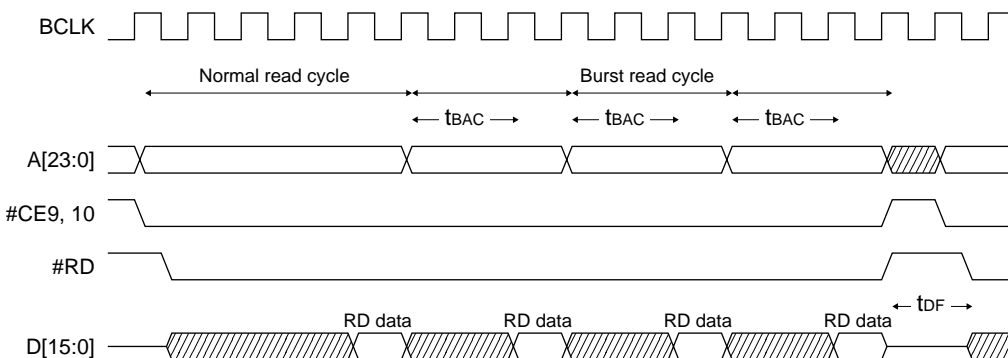 BCLK
Normal read cycle Burst read cycle
tBAC tBAC tBAC
A[23:0]
#CE9, 10
#RD
tDF
RD data RD data RD data RD data
D[15:0]